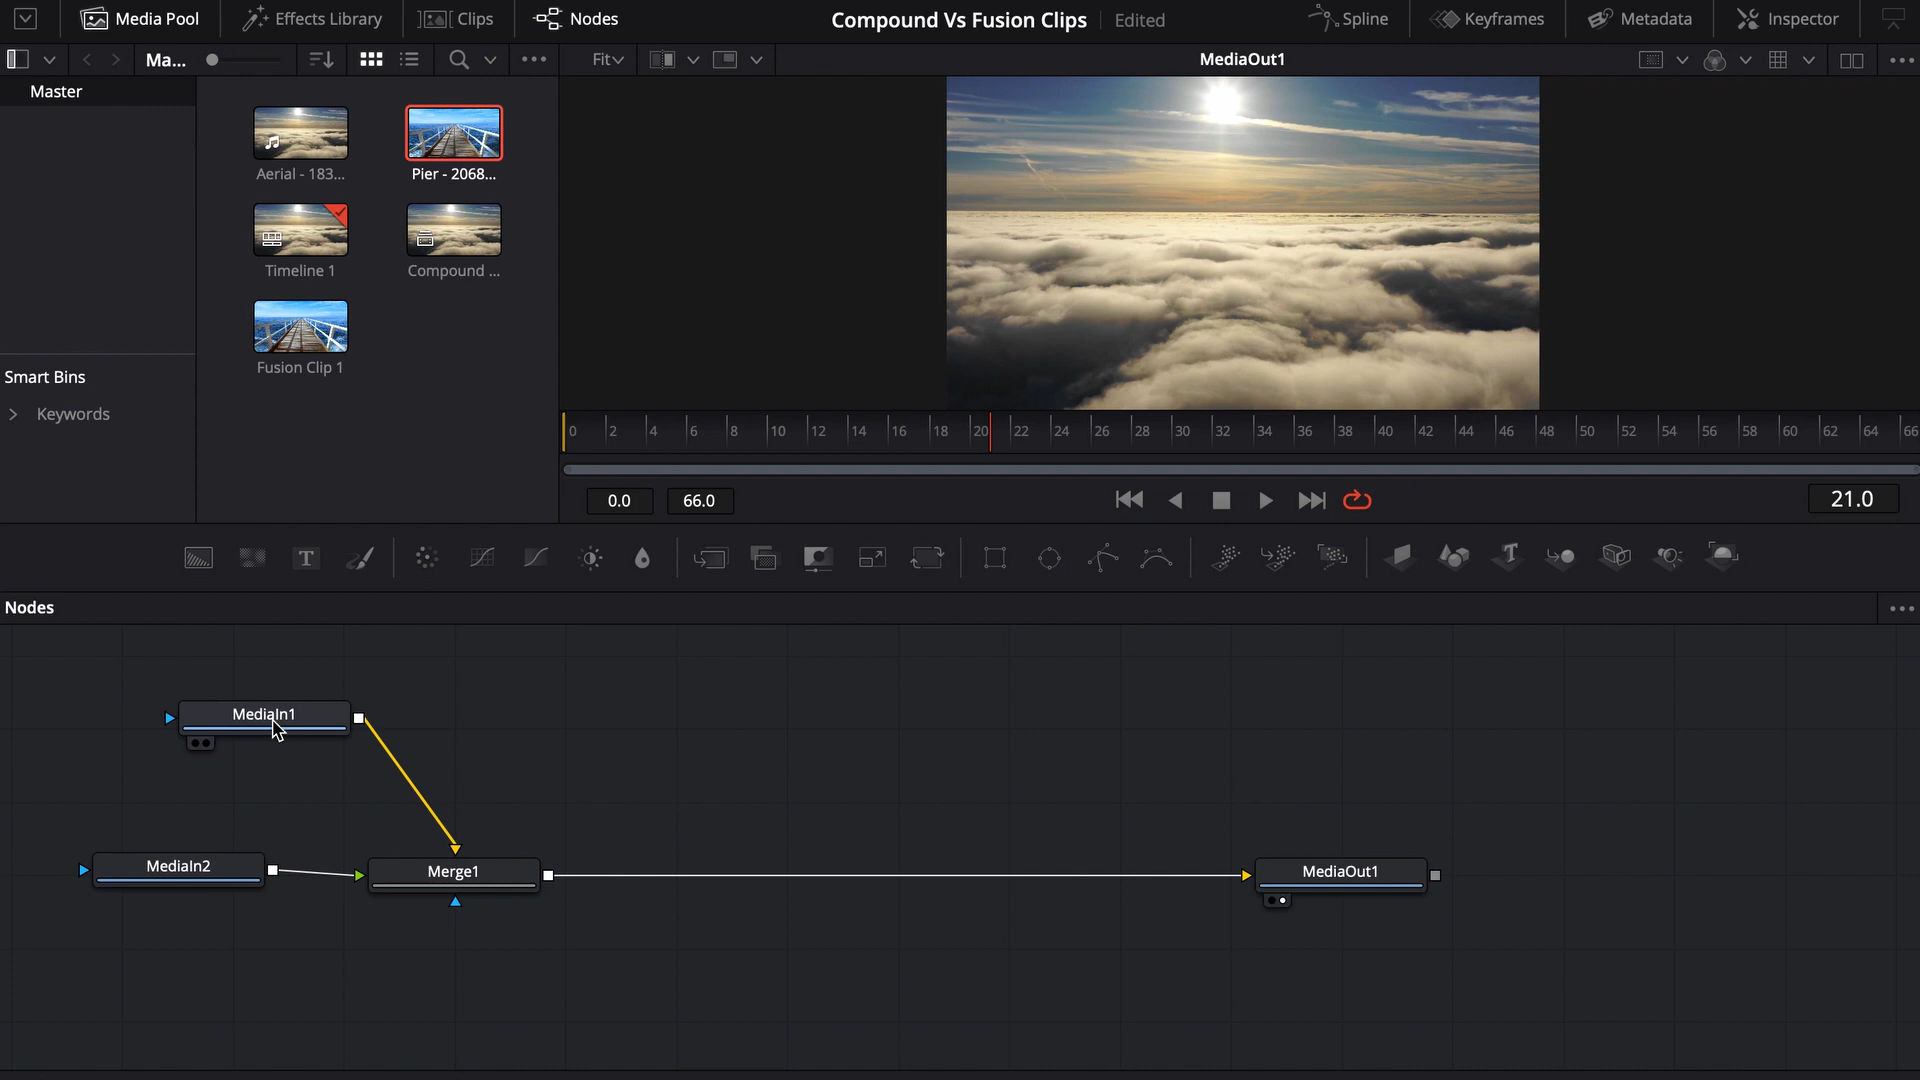 Media Pool
Effects Library
Clips
Nodes
Compound Vs Fusion Clips
Edited
Spline
Keyframes
Metadata
Inspector
Ma...
Fit
MediaOut1
Master
Aerial - 183...
Pier - 2068...
Timeline 1
Compound ...
Fusion Clip 1
Smart Bins
Keywords
0 2 4 6 8 10 12 14 16 18 20 22 24 26 28 30 32 34 36 38 40 42 44 46 48 50 52 54 56 58 60 62 64 66
0.0
66.0
21.0
T
Nodes
MediaIn1
MediaIn2
Merge1
MediaOut1